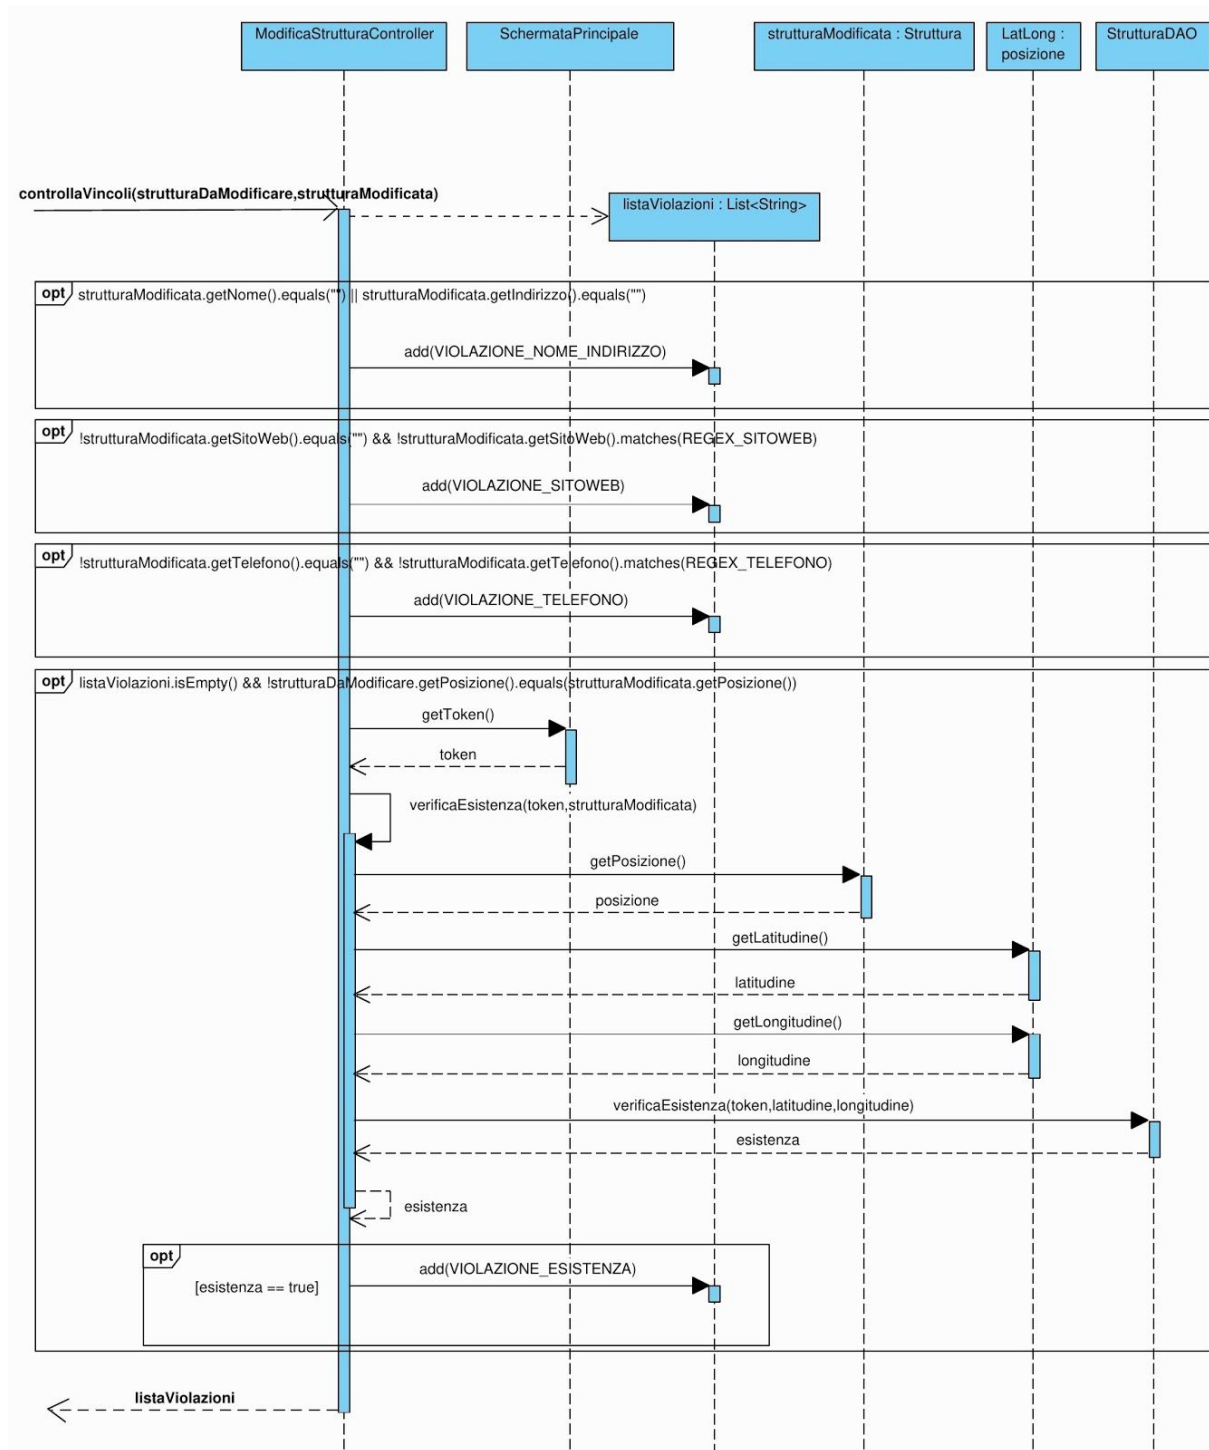 ModificaStrutturaController
SchermataPrincipale
strutturaModificata : Struttura
LatLong :
posizione
StrutturaDAO
controllaVincoli(strutturaDaModificare,strutturaModificata)
listaViolazioni : List<String>
opt
strutturaModificata.getNome().equals("") || strutturaModificata.getIndirizzo().equals("")
add(VIOLAZIONE_NOME_INDIRIZZO)
opt
!strutturaModificata.getSitoWeb().equals("") && !strutturaModificata.getSitoWeb().matches(REGEX_SITOWEB)
add(VIOLAZIONE_SITOWEB)
opt
!strutturaModificata.getTelefono().equals("") && !strutturaModificata.getTelefono().matches(REGEX_TELEFONO)
add(VIOLAZIONE_TELEFONO)
opt
listaViolazioni.isEmpty() && !strutturaDaModificare.getPosizione().equals(strutturaModificata.getPosizione())
getToken()
token
verificaEsistenza(token,strutturaModificata)
getPosizione()
posizione
getLatitudine()
latitudine
getLongitudine()
longitudine
verificaEsistenza(token,latitudine,longitudine)
esistenza
esistenza
opt
add(VIOLAZIONE_ESISTENZA)
[esistenza == true]
listaViolazioni